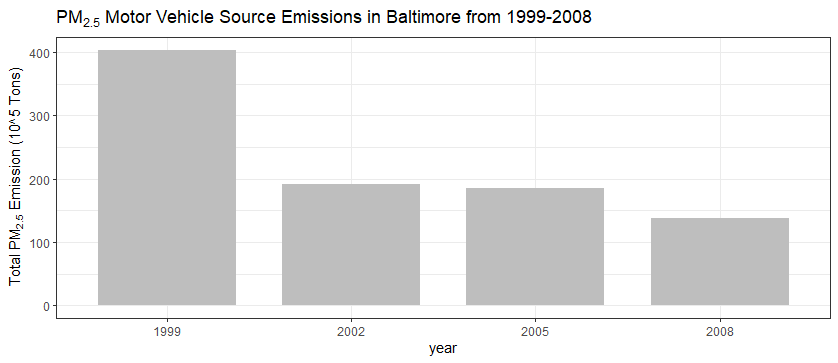 PM2.5 Motor Vehicle Source Emissions in Baltimore from 1999-2008
Total PM2.5 Emission (10^5 Tons)
400
300
200
100
0
1999 2002 2005 2008
year